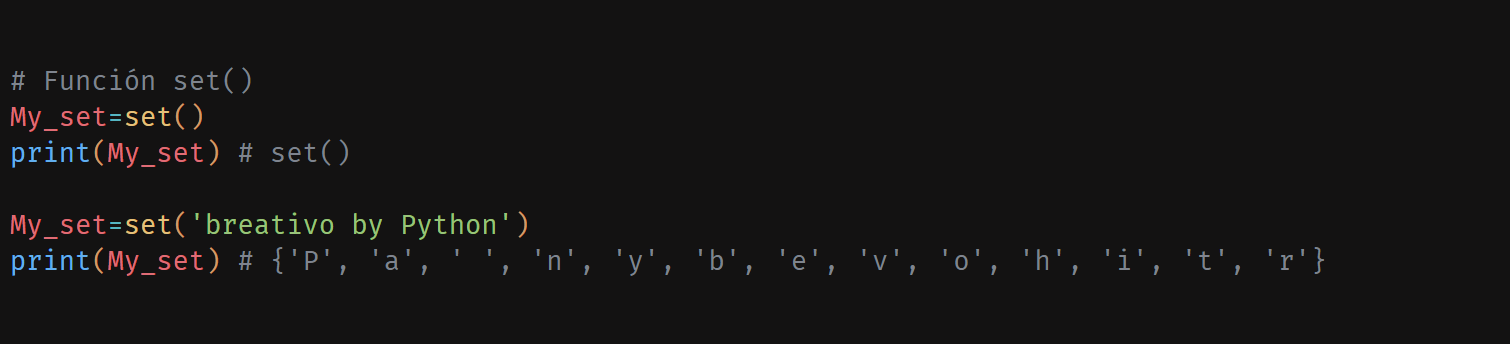 # Función set()
My_set=set()
print(My_set) # set()
My_set=set('breativo by Python')
print(My_set) # {'P', 'a', ' ', 'n', 'y', 'b', 'e', 'v', 'o', 'h', 'i', 't', 'r'}